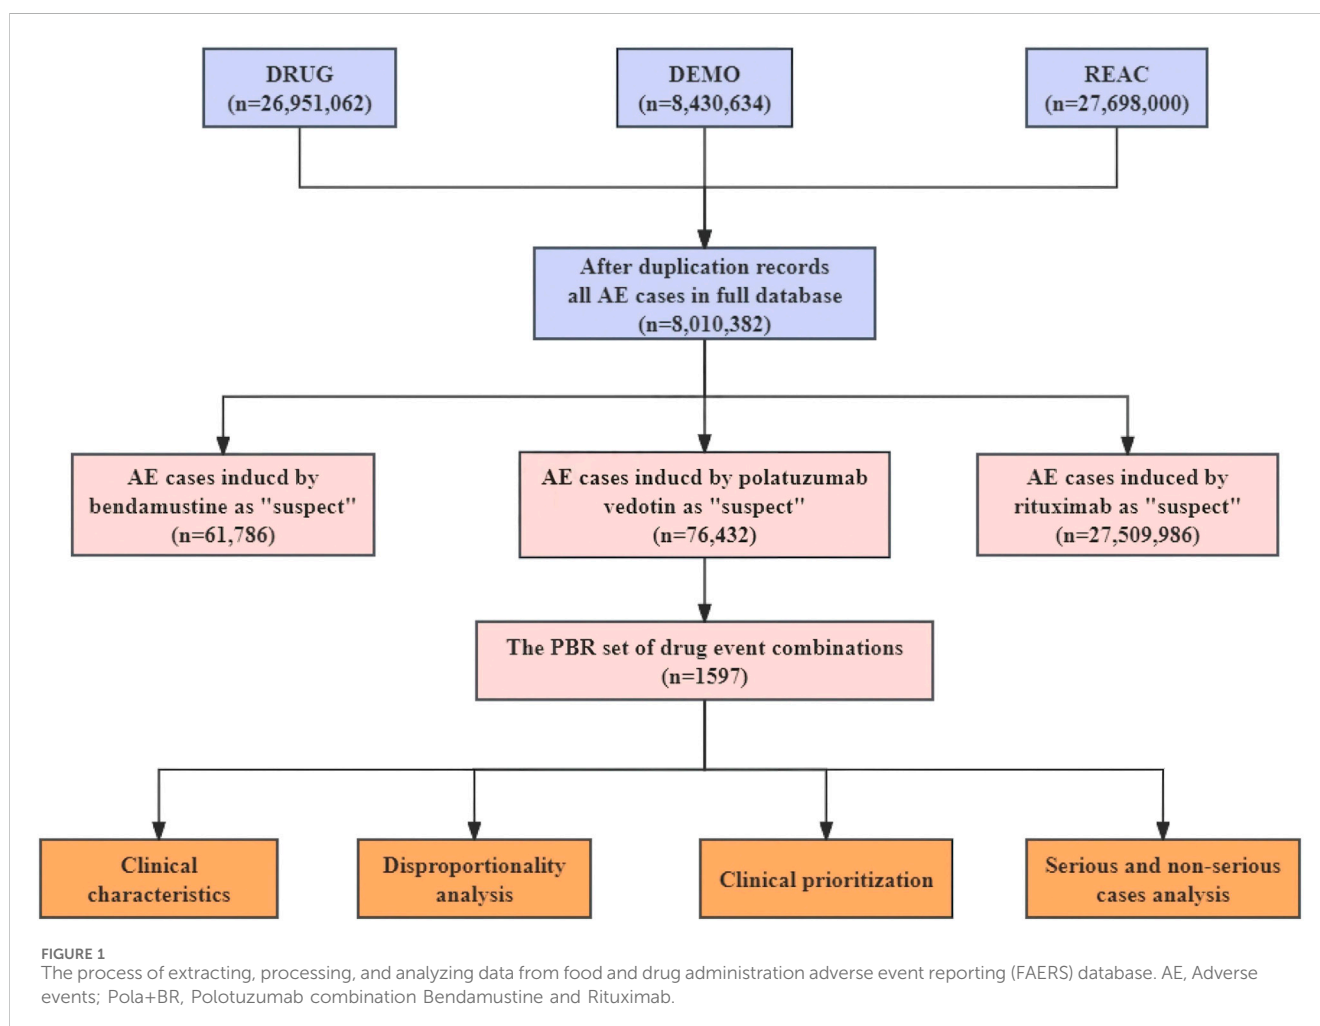 DRUG
(n=26,951,062)
DEMO
(n=8,430,634)
REAC
(n=27,698,000)
After duplication records
all AE cases in full database
(n=8,010,382)
AE cases inducd by
bendamustine as "suspect"
(n=61,786)
AE cases inducd by polatuzumab
vedotin as "suspect"
(n=76,432)
AE cases induced by
rituximab as "suspect"
(n=27,509,986)
The PBR set of drug event combinations
(n=1597)
Clinical
characteristics
Disproportionality
analysis
Clinical prioritization
Serious and non-serious
cases analysis
FIGURE 1
The process of extracting, processing, and analyzing data from food and drug administration adverse event reporting (FAERS) database. AE, Adverse
events; Pola+BR, Polotuzumab combination Bendamustine and Rituximab.